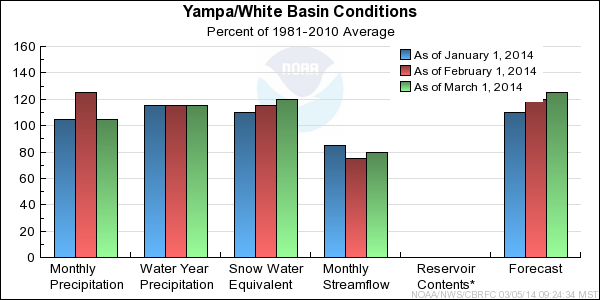 Yampa/White Basin Conditions
Percent of 1981-2010 Average
NOAA
As of January 1, 2014
As of February 1, 2014
As of March 1, 2014
160
140
120
100
80
60
40
20
0
Monthly Precipitation
Water Year Precipitation
Snow Water Equivalent
Monthly Streamflow
Reservoir Contents*
Forecast
NOAA/NWS/CBRFC 03/05/14 09:24:34 MST